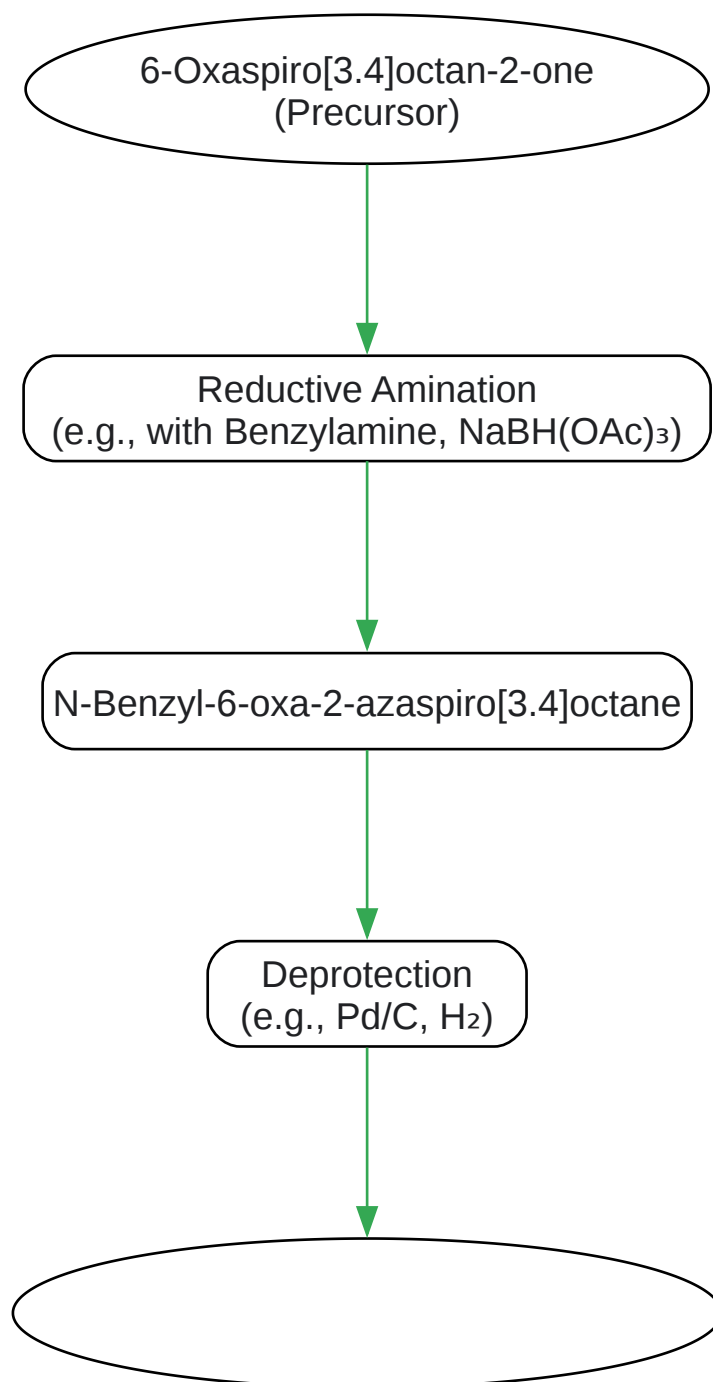 6-Oxaspiro[3.4]octan-2-one
(Precursor)
Reductive Amination
(e.g., with Benzylamine, NaBH(OAc)₃)
N-Benzyl-6-oxa-2-azaspiro[3.4]octane
Deprotection
(e.g., Pd/C, H₂)